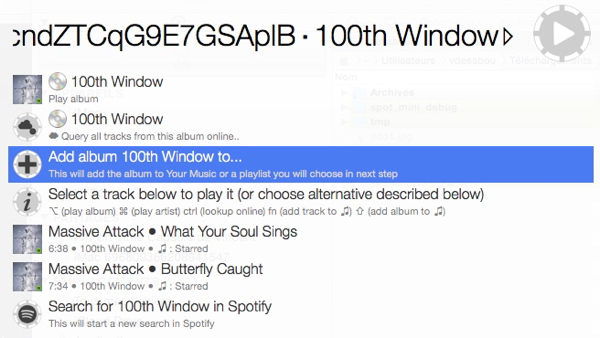 cndZTCqG9E7GSAplB · 100th Window▹
Utilisateurs
Téléchargements
Nom
100th Window
Play album
Archives
spot_mini_debug
100th Window
Query all tracks from this album online..
tmp
Add album 100th Window to...
This will add the album to Your Music or a playlist you will choose in next step
Select a track below to play it (or choose alternative described below)
⌥ (play album) ⌘ (play artist) ctrl (lookup online) fn (add track to ♫) ⇧ (add album to ♫)
Massive Attack ● What Your Soul Sings
6:38 ● 100th Window ● ♫ : Starred
Massive Attack ● Butterfly Caught
7:34 ● 100th Window ● ♫ : Starred
Search for 100th Window in Spotify
This will start a new search in Spotify